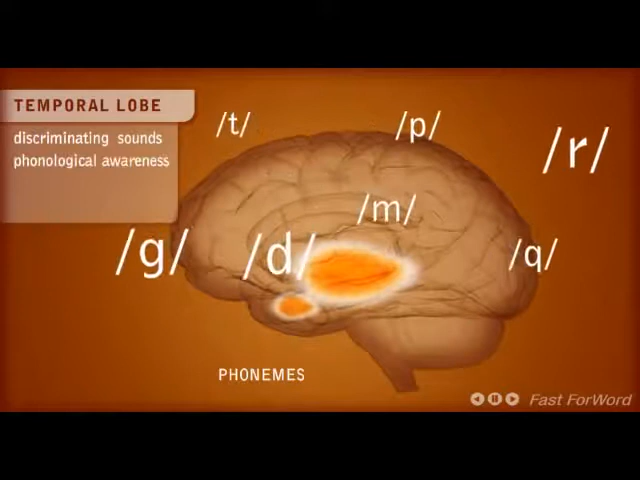 TEMPORAL LOBE
discriminating sounds
phonological awareness
/t/
/p/
/r/
/m/
/g/
/d/
/q/
PHONEMES
Fast ForWord